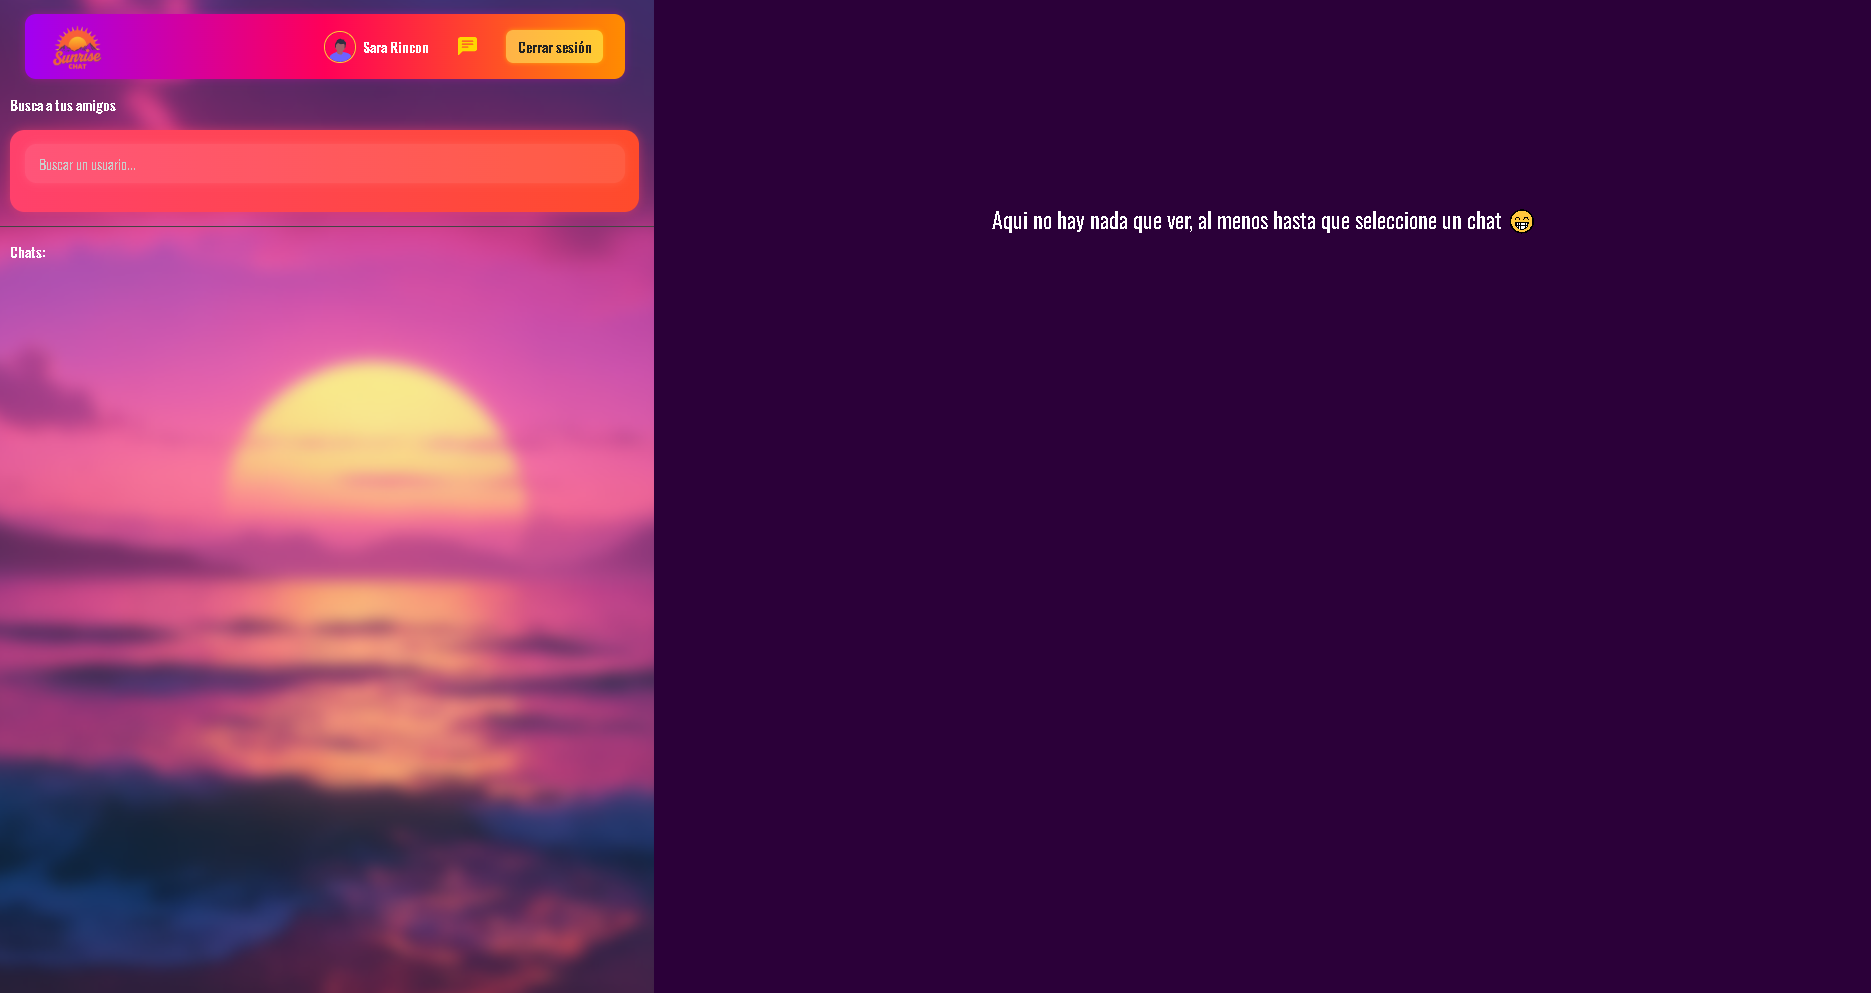 Sunrise
CHAT
Sara Rincon
Cerrar sesión
Busca a tus amigos
Buscar un usuario...
Chats:
Aqui no hay nada que ver, al menos hasta que seleccione un chat 😁